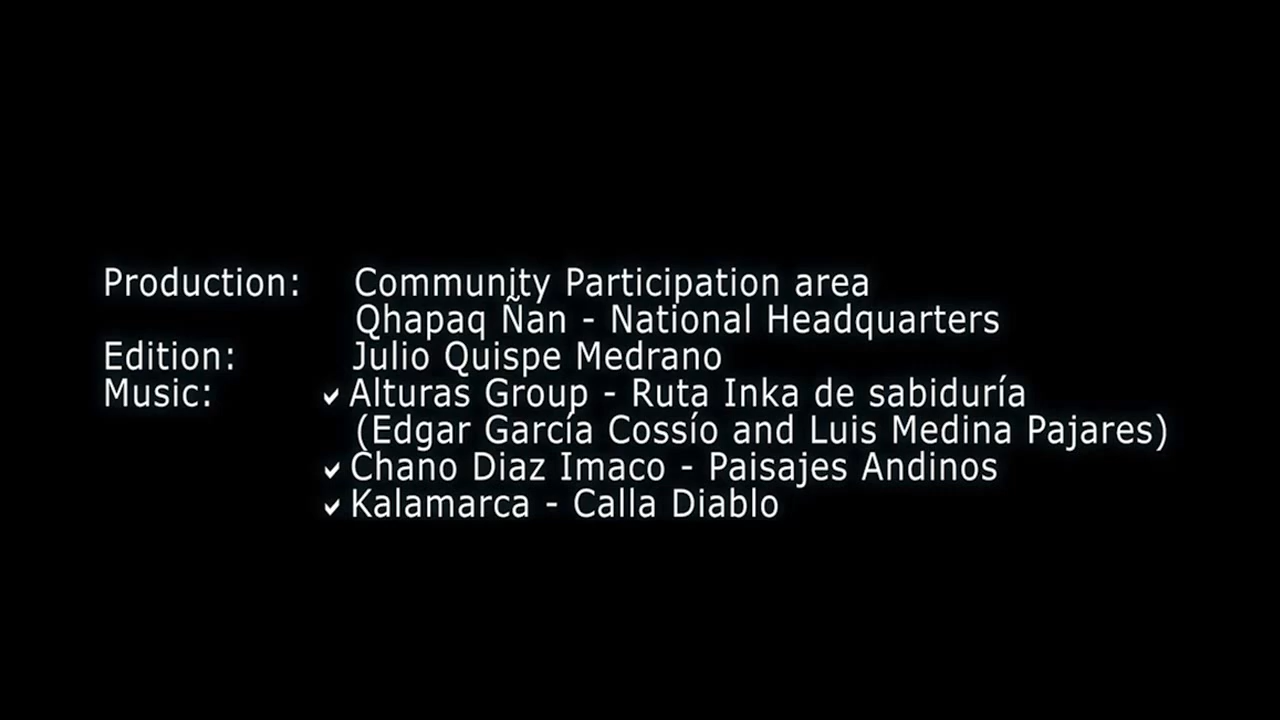 Production: Community Participation area
Qhapaq Ñan - National Headquarters
Edition: Julio Quispe Medrano
Music: ✓ Alturas Group - Ruta Inka de sabiduría
(Edgar García Cossío and Luis Medina Pajares)
✓ Chano Diaz Imaco - Paisajes Andinos
✓ Kalamarca - Calla Diablo